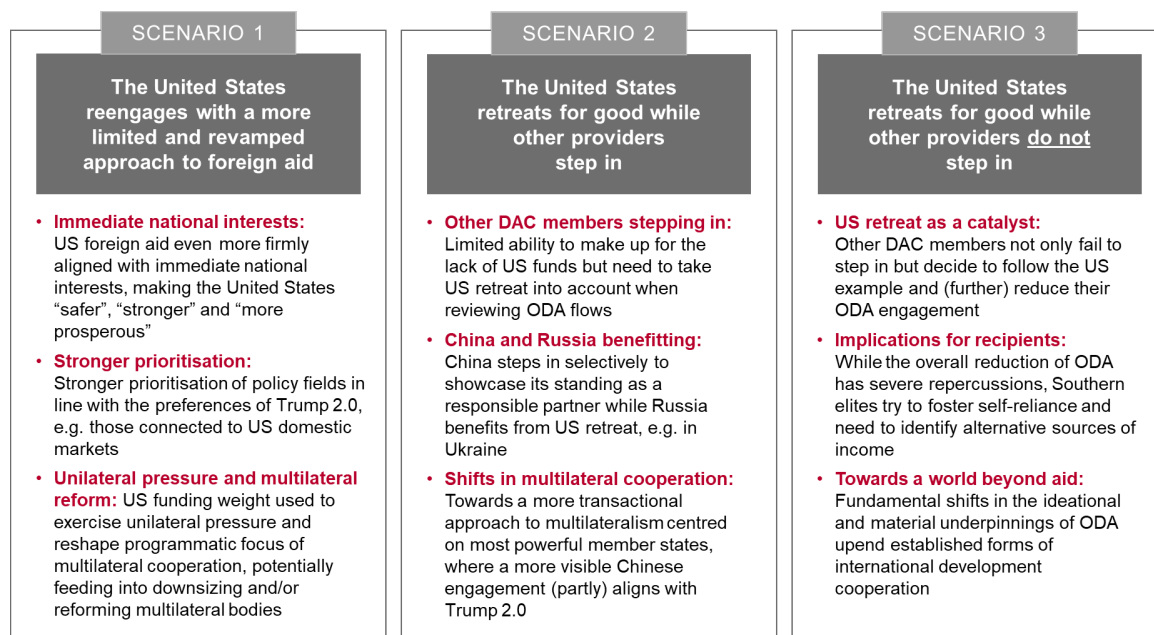 SCENARIO 1
The United States
reengages with a more
limited and revamped
approach to foreign aid
• Immediate national interests:
US foreign aid even more firmly
aligned with immediate national
interests, making the United States
“safer”, “stronger” and “more
prosperous”
• Stronger prioritisation:
Stronger prioritisation of policy fields in
line with the preferences of Trump 2.0,
e.g. those connected to US domestic
markets
• Unilateral pressure and multilateral
reform: US funding weight used to
exercise unilateral pressure and
reshape programmatic focus of
multilateral cooperation, potentially
feeding into downsizing and/or
reforming multilateral bodies
SCENARIO 2
The United States
retreats for good while
other providers
step in
• Other DAC members stepping in:
Limited ability to make up for the
lack of US funds but need to take
US retreat into account when
reviewing ODA flows
• China and Russia benefitting:
China steps in selectively to
showcase its standing as a
responsible partner while Russia
benefits from US retreat, e.g. in
Ukraine
• Shifts in multilateral cooperation:
Towards a more transactional
approach to multilateralism centred
on most powerful member states,
where a more visible Chinese
engagement (partly) aligns with
Trump 2.0
SCENARIO 3
The United States
retreats for good while
other providers do not
step in
• US retreat as a catalyst:
Other DAC members not only fail to
step in but decide to follow the US
example and (further) reduce their
ODA engagement
• Implications for recipients:
While the overall reduction of ODA
has severe repercussions, Southern
elites try to foster self-reliance and
need to identify alternative sources of
income
• Towards a world beyond aid:
Fundamental shifts in the ideational
and material underpinnings of ODA
upend established forms of
international development
cooperation